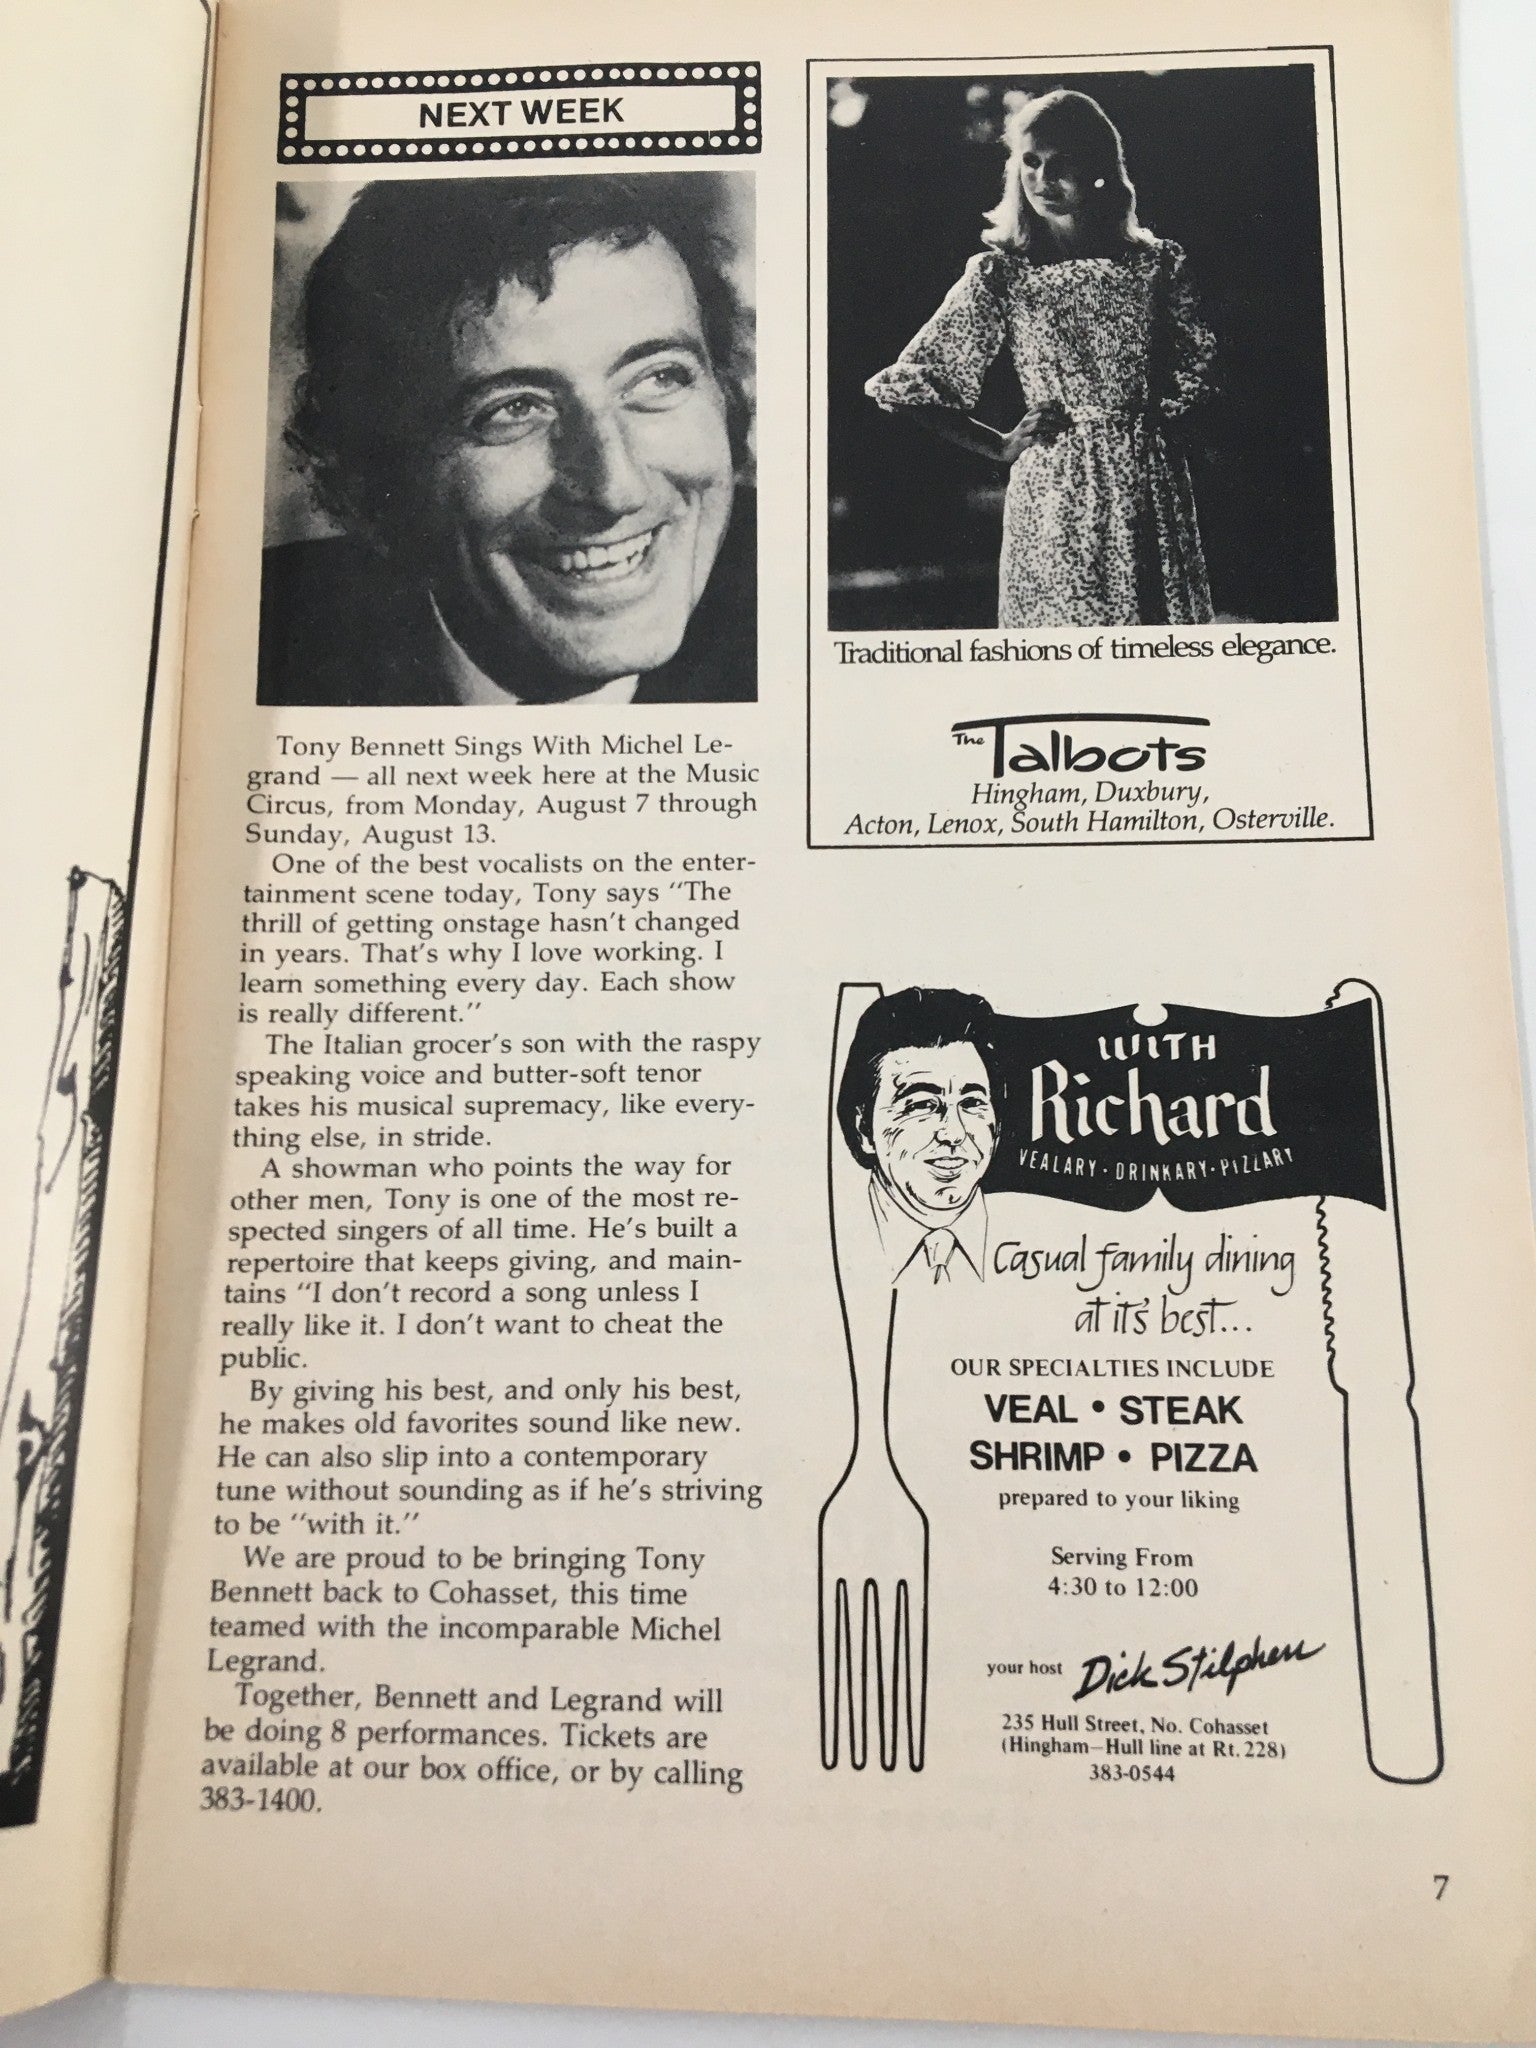 NEXT WEEK
Tony Bennett Sings With Michel Le-
grand — all next week here at the Music
Circus, from Monday, August 7 through
Sunday, August 13.
One of the best vocalists on the enter-
tainment scene today, Tony says "The
thrill of getting onstage hasn't changed
in years. That's why I love working. I
learn something every day. Each show
is really different."
The Italian grocer's son with the raspy
speaking voice and butter-soft tenor
takes his musical supremacy, like every-
thing else, in stride.
A showman who points the way for
other men, Tony is one of the most re-
spected singers of all time. He's built a
repertoire that keeps giving, and main-
tains "I don't record a song unless I
really like it. I don't want to cheat the
public.
By giving his best, and only his best,
he makes old favorites sound like new.
He can also slip into a contemporary
tune without sounding as if he's striving
to be "with it."
We are proud to be bringing Tony
Bennett back to Cohasset, this time
teamed with the incomparable Michel
Legrand.
Together, Bennett and Legrand will
be doing 8 performances. Tickets are
available at our box office, or by calling
383-1400.
Traditional fashions of timeless elegance.
The Talbots
Hingham, Duxbury,
Acton, Lenox, South Hamilton, Osterville.
WITH
Richard
VEALARY · DRINKARY · PIZZARY
Casual family dining
at it's best...
OUR SPECIALTIES INCLUDE
VEAL • STEAK
SHRIMP • PIZZA
prepared to your liking
Serving From
4:30 to 12:00
your host Dick Stilphen
235 Hull Street, No. Cohasset
(Hingham—Hull line at Rt. 228)
383-0544
7